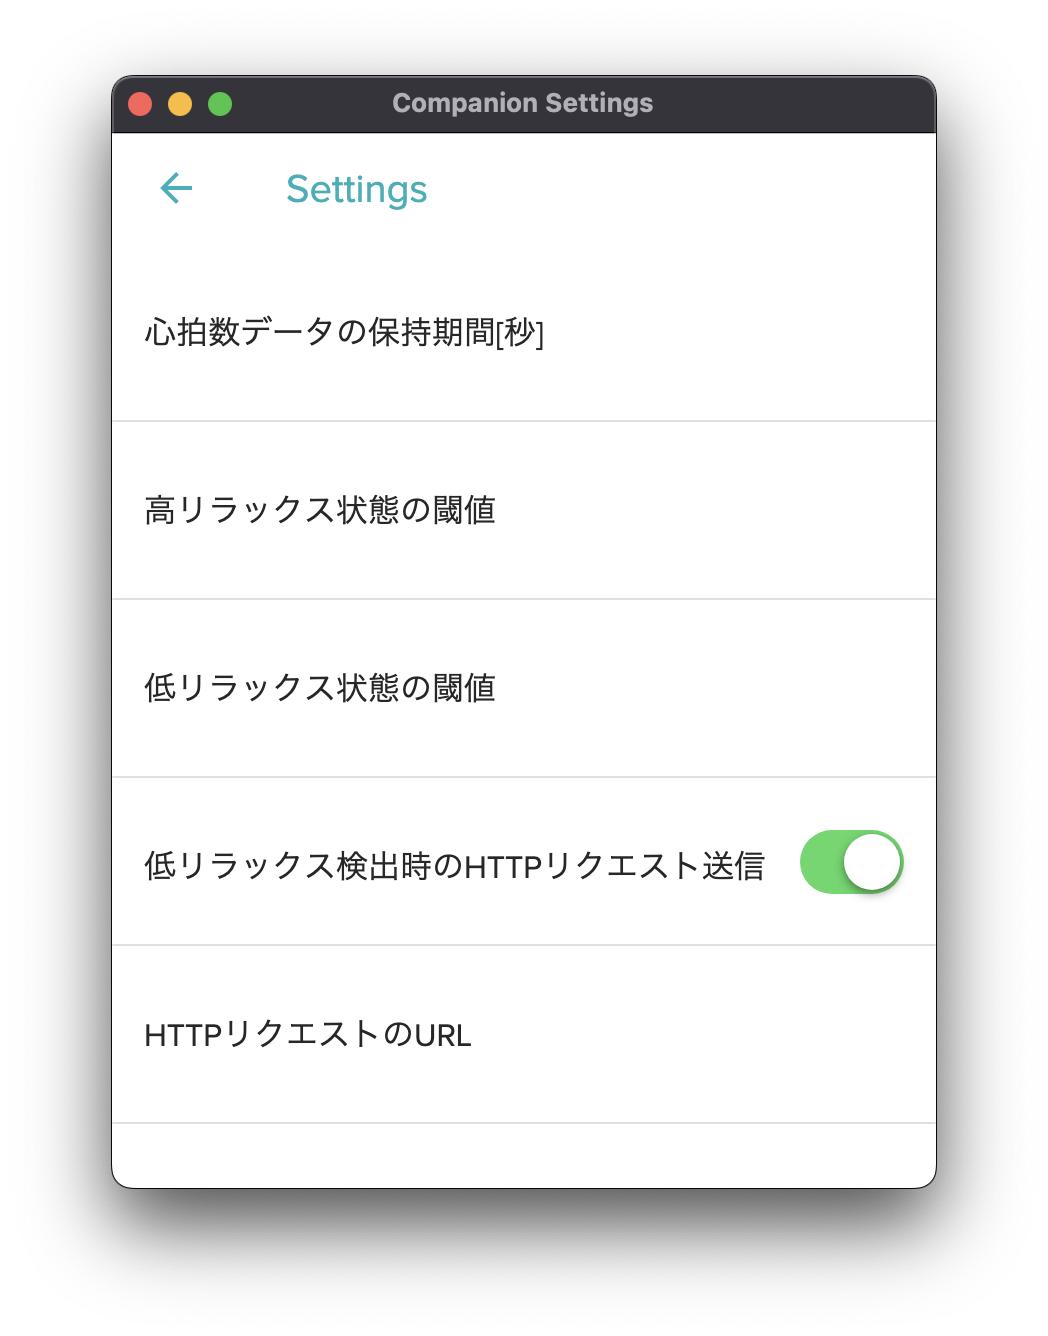 Companion Settings
Settings
心拍数データの保持期間[秒]
高リラックス状態の閾値
低リラックス状態の閾値
低リラックス検出時のHTTPリクエスト送信
HTTPリクエストのURL